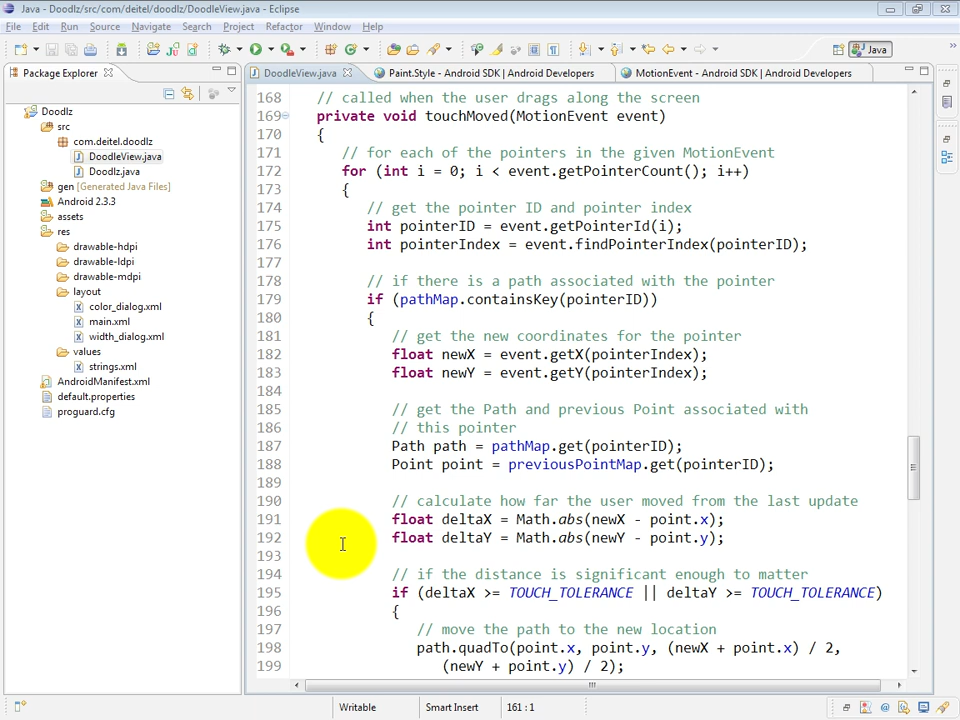 Java - Doodlz/src/com/deitel/doodlz/DoodleView.java - Eclipse
File Edit Run Source Navigate Search Project Refactor Window Help
Java
Package Explorer
DoodleView.java
Paint.Style - Android SDK | Android Developers
MotionEvent - Android SDK | Android Developers
Doodlz
src
com.deitel.doodlz
DoodleView.java
Doodlz.java
gen [Generated Java Files]
Android 2.3.3
assets
res
drawable-hdpi
drawable-ldpi
drawable-mdpi
layout
color_dialog.xml
main.xml
width_dialog.xml
values
strings.xml
AndroidManifest.xml
default.properties
proguard.cfg
168 // called when the user drags along the screen
169 private void touchMoved(MotionEvent event)
170 {
171 // for each of the pointers in the given MotionEvent
172 for (int i = 0; i < event.getPointerCount(); i++)
173 {
174 // get the pointer ID and pointer index
175 int pointerID = event.getPointerId(i);
176 int pointerIndex = event.findPointerIndex(pointerID);
177
178 // if there is a path associated with the pointer
179 if (pathMap.containsKey(pointerID))
180 {
181 // get the new coordinates for the pointer
182 float newX = event.getX(pointerIndex);
183 float newY = event.getY(pointerIndex);
184
185 // get the Path and previous Point associated with
186 // this pointer
187 Path path = pathMap.get(pointerID);
188 Point point = previousPointMap.get(pointerID);
189
190 // calculate how far the user moved from the last update
191 float deltaX = Math.abs(newX - point.x);
192 float deltaY = Math.abs(newY - point.y);
193
194 // if the distance is significant enough to matter
195 if (deltaX >= TOUCH_TOLERANCE || deltaY >= TOUCH_TOLERANCE)
196 {
197 // move the path to the new location
198 path.quadTo(point.x, point.y, (newX + point.x) / 2,
199 (newY + point.y) / 2);
Writable Smart Insert 161 : 1